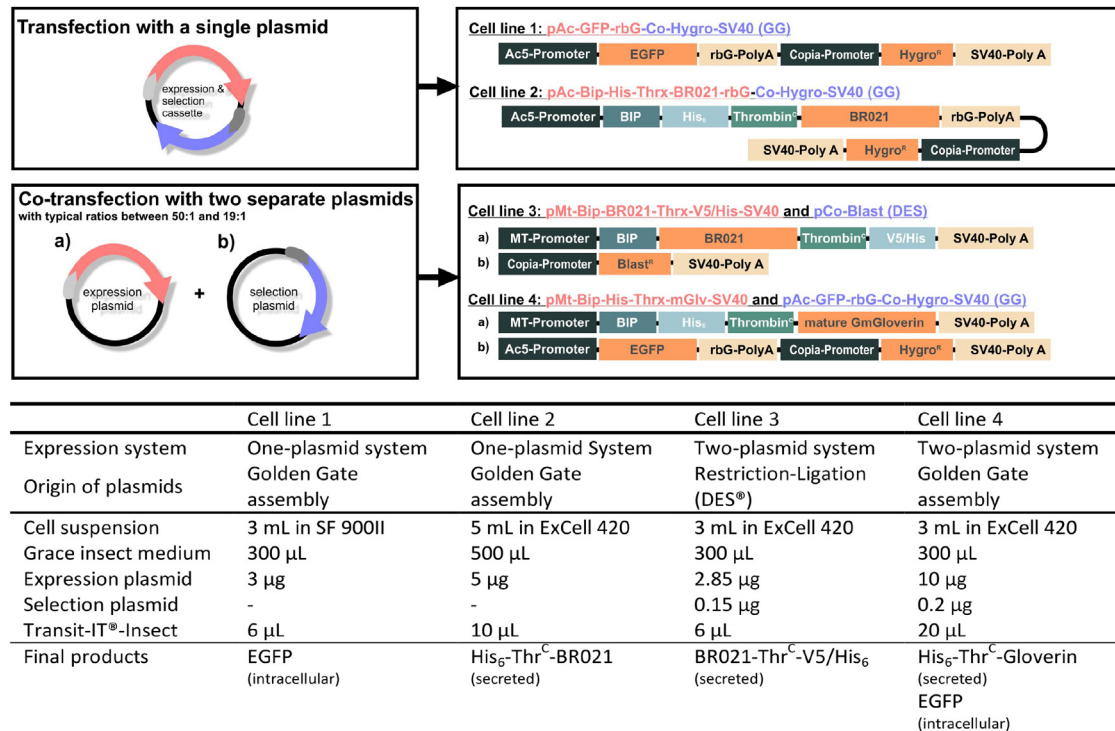 Transfection with a single plasmid
expression &
selection
cassette
Cell line 1: pAc-GFP-rbG-Co-Hygro-SV40 (GG)
Ac5-Promoter EGFP rbG-PolyA Copia-Promoter Hygroᴿ SV40-Poly A
Cell line 2: pAc-Bip-His-Thrx-BR021-rbG-Co-Hygro-SV40 (GG)
Ac5-Promoter BIP His₆ Thrombinᶜ BR021 rbG-PolyA
SV40-Poly A Hygroᴿ Copia-Promoter
Co-transfection with two separate plasmids
with typical ratios between 50:1 and 19:1
a) b)
expression
plasmid
+
selection
plasmid
Cell line 3: pMt-Bip-BR021-Thrx-V5/His-SV40 and pCo-Blast (DES)
a) MT-Promoter BIP BR021 Thrombinᶜ V5/His SV40-Poly A
b) Copia-Promoter Blastᴿ SV40-Poly A
Cell line 4: pMt-Bip-His-Thrx-mGlv-SV40 and pAc-GFP-rbG-Co-Hygro-SV40 (GG)
a) MT-Promoter BIP His₆ Thrombinᶜ mature GmGloverin SV40-Poly A
b) Ac5-Promoter EGFP rbG-PolyA Copia-Promoter Hygroᴿ SV40-Poly A
Cell line 1 Cell line 2 Cell line 3 Cell line 4
Expression system One-plasmid system One-plasmid System Two-plasmid system Two-plasmid system
Origin of plasmids Golden Gate assembly Golden Gate assembly Restriction-Ligation (DES®) Golden Gate assembly
Cell suspension 3 mL in SF 900II 5 mL in ExCell 420 3 mL in ExCell 420 3 mL in ExCell 420
Grace insect medium 300 µL 500 µL 300 µL 300 µL
Expression plasmid 3 µg 5 µg 2.85 µg 10 µg
Selection plasmid - - 0.15 µg 0.2 µg
Transit-IT®-Insect 6 µL 10 µL 6 µL 20 µL
Final products EGFP His₆-Thrᶜ-BR021 BR021-Thrᶜ-V5/His₆ His₆-Thrᶜ-Gloverin
(intracellular) (secreted) (secreted) (secreted)
EGFP
(intracellular)